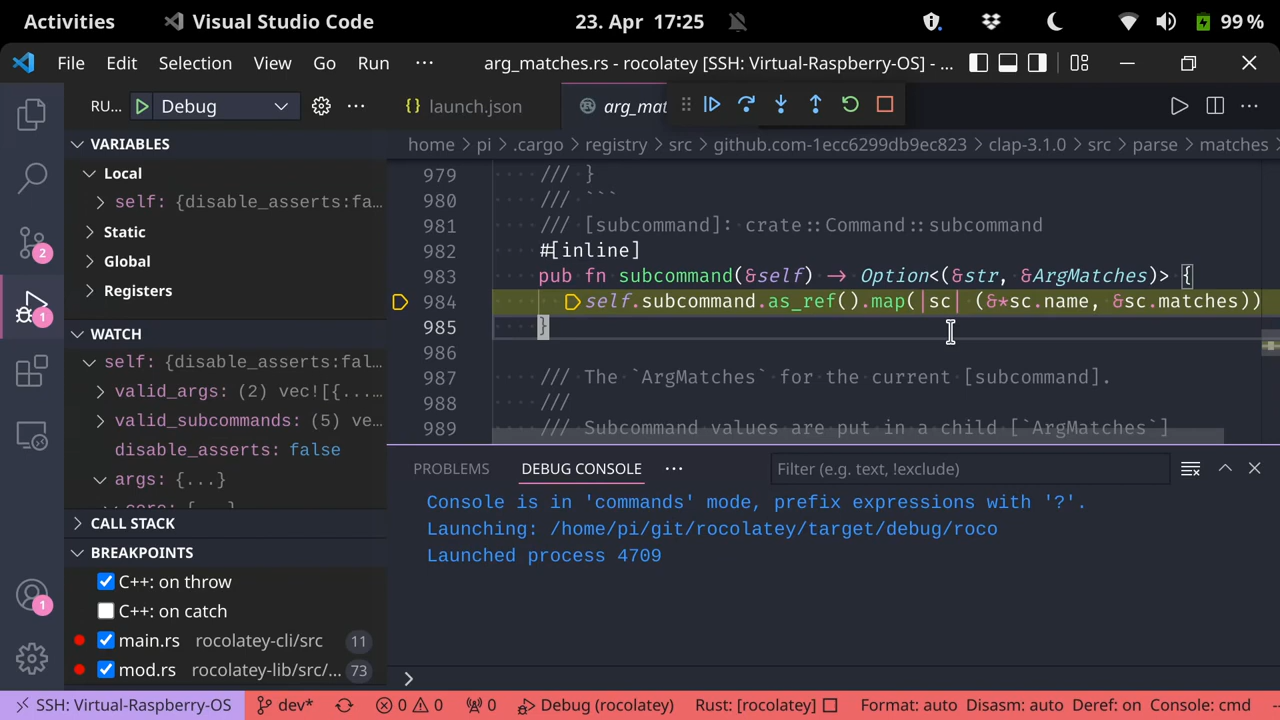 Activities Visual Studio Code 23. Apr 17:25 99 %
File Edit Selection View Go Run ··· arg_matches.rs - rocolatey [SSH: Virtual-Raspberry-OS] - ...
RU... Debug ···
{} launch.json arg_mat ···
VARIABLES
Local
self: {disable_asserts:fa...
Static
Global
Registers
WATCH
self: {disable_asserts:fal...
valid_args: (2) vec![{...
valid_subcommands: (5) ve...
disable_asserts: false
args: {...}
CALL STACK
BREAKPOINTS
C++: on throw
C++: on catch
main.rs rocolatey-cli/src 11
mod.rs rocolatey-lib/src/... 73
2
1
1
home > pi > .cargo > registry > src > github.com-1ecc6299db9ec823 > clap-3.1.0 > src > parse > matches >
979 /// }
980 /// ```
981 /// [subcommand]: crate::Command::subcommand
982 #[inline]
983 pub fn subcommand(&self) -> Option<(&str, &ArgMatches)> {
984 self.subcommand.as_ref().map(|sc| (&*sc.name, &sc.matches))
985 }
986
987 /// The `ArgMatches` for the current [subcommand].
988 ///
989 /// Subcommand values are put in a child [`ArgMatches`]
PROBLEMS DEBUG CONSOLE ··· Filter (e.g. text, !exclude)
Console is in 'commands' mode, prefix expressions with '?'.
Launching: /home/pi/git/rocolatey/target/debug/roco
Launched process 4709
>
SSH: Virtual-Raspberry-OS dev* 0 0 0 Debug (rocolatey) Rust: [rocolatey] Format: auto Disasm: auto Deref: on Console: cmd